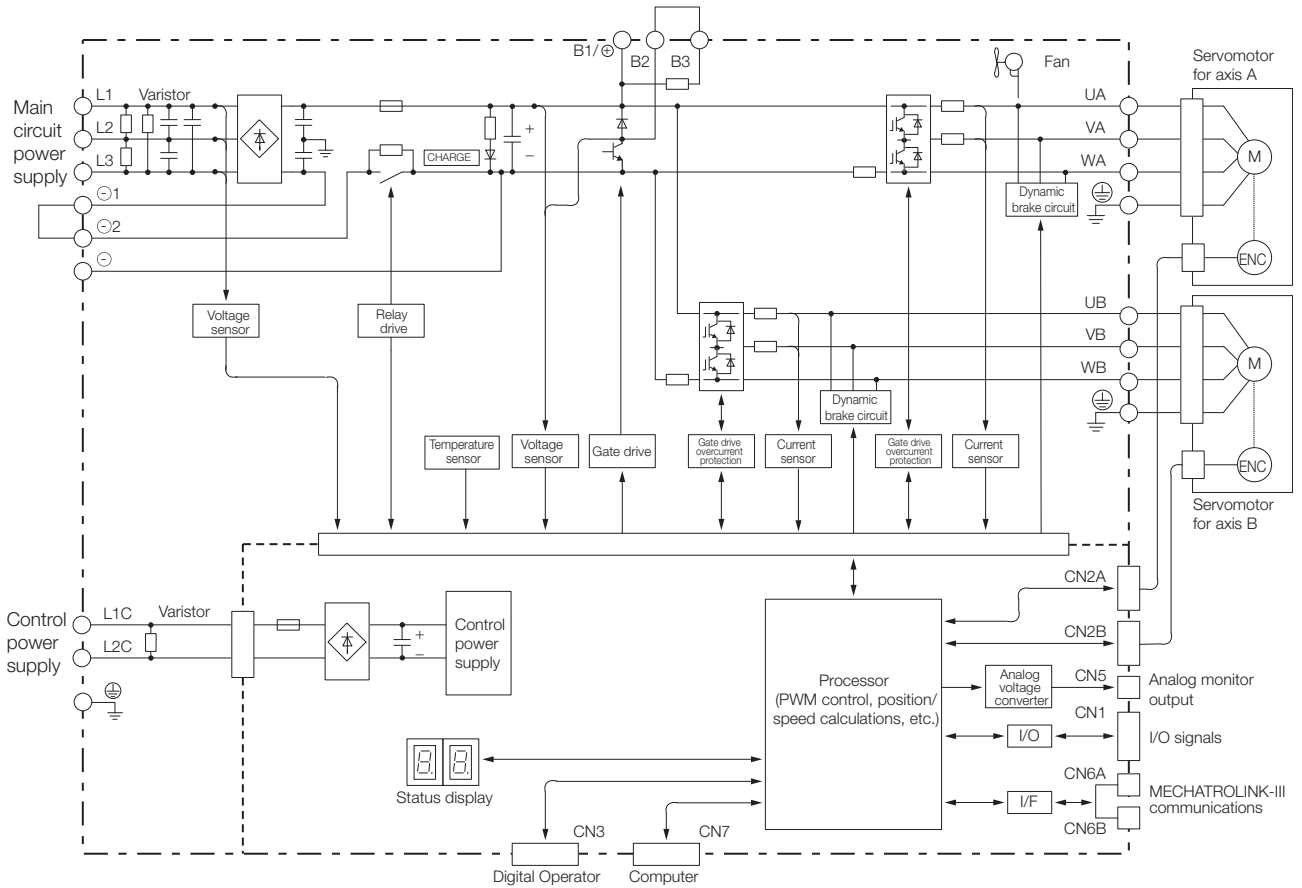 B1/⊕
B2
B3
Fan
Servomotor
for axis A
Main
circuit
power
supply
L1
Varistor
L2
L3
⊖1
⊖2
⊖
CHARGE
+
–
UA
VA
WA
M
Dynamic
brake circuit
ENC
Voltage
sensor
Relay
drive
UB
VB
WB
M
Dynamic
brake circuit
ENC
Servomotor
for axis B
Temperature
sensor
Voltage
sensor
Gate drive
Gate drive
overcurrent
protection
Current
sensor
Gate drive
overcurrent
protection
Current
sensor
Control
power
supply
L1C
Varistor
L2C
+
–
Control
power
supply
Processor
(PWM control, position/
speed calculations, etc.)
CN2A
CN2B
Analog
voltage
converter
CN5
Analog monitor
output
CN1
I/O
I/O signals
CN6A
I/F
MECHATROLINK-III
communications
CN6B
8.
8.
Status display
CN3
CN7
Digital Operator
Computer